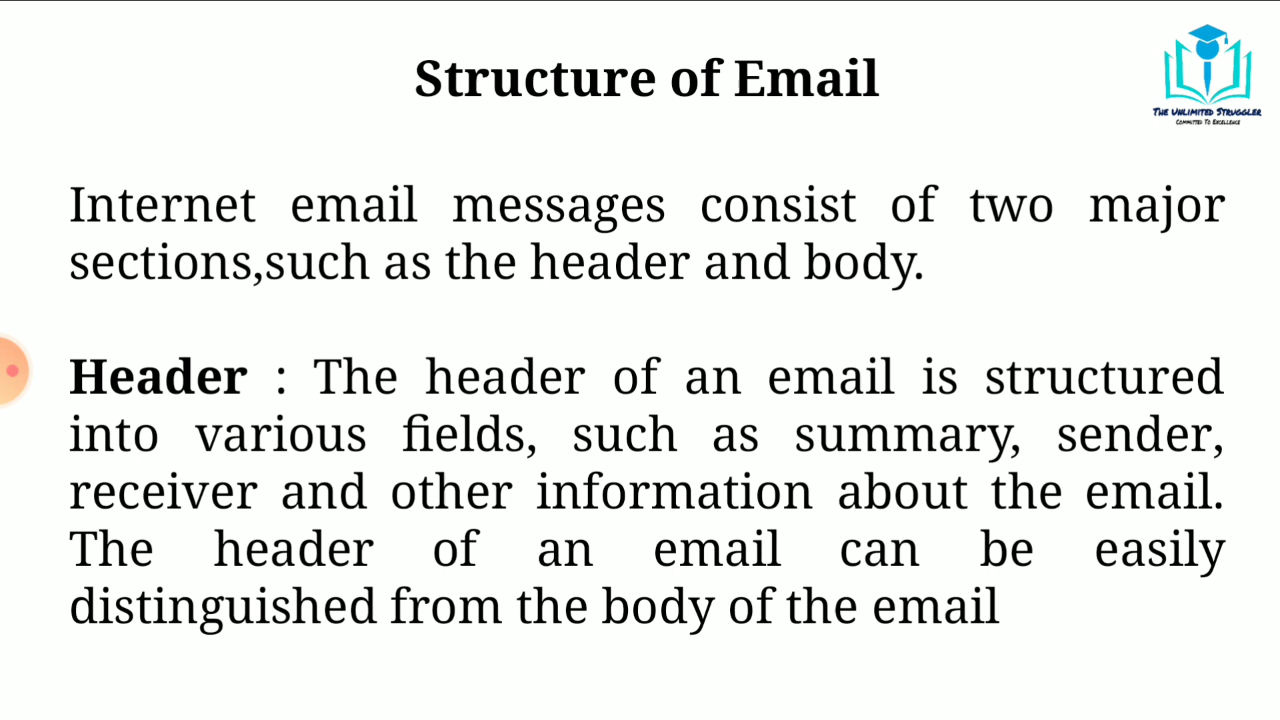 Structure of Email
THE UNLIMITED STRUGGLER
COMMITTED TO EXCELLENCE
Internet email messages consist of two major
sections,such as the header and body.
Header : The header of an email is structured
into various fields, such as summary, sender,
receiver and other information about the email.
The header of an email can be easily
distinguished from the body of the email